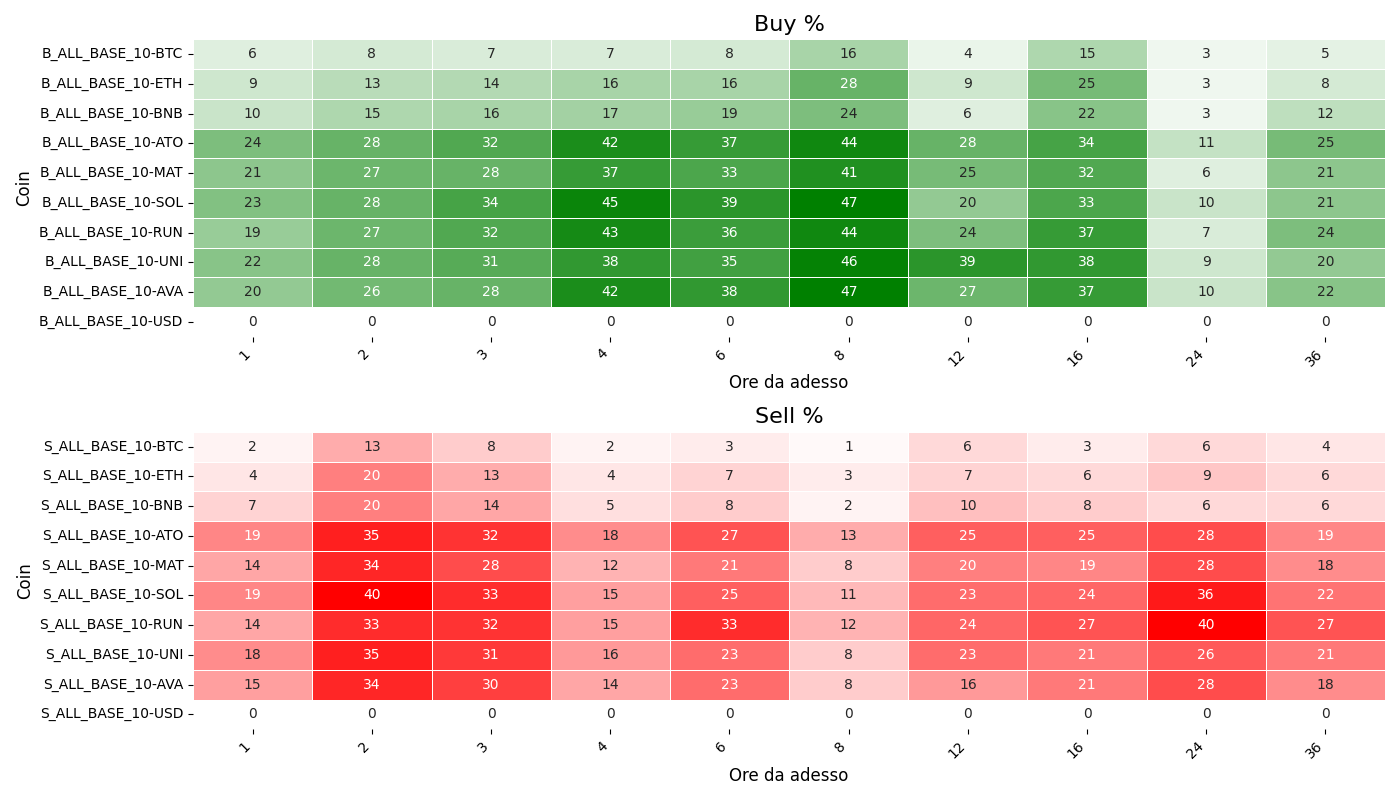 Buy %
Coin
B_ALL_BASE_10-BTC 6 8 7 7 8 16 4 15 3 5
B_ALL_BASE_10-ETH 9 13 14 16 16 28 9 25 3 8
B_ALL_BASE_10-BNB 10 15 16 17 19 24 6 22 3 12
B_ALL_BASE_10-ATO 24 28 32 42 37 44 28 34 11 25
B_ALL_BASE_10-MAT 21 27 28 37 33 41 25 32 6 21
B_ALL_BASE_10-SOL 23 28 34 45 39 47 20 33 10 21
B_ALL_BASE_10-RUN 19 27 32 43 36 44 24 37 7 24
B_ALL_BASE_10-UNI 22 28 31 38 35 46 39 38 9 20
B_ALL_BASE_10-AVA 20 26 28 42 38 47 27 37 10 22
B_ALL_BASE_10-USD 0 0 0 0 0 0 0 0 0 0
1 2 3 4 6 8 12 16 24 36
Ore da adesso
Sell %
Coin
S_ALL_BASE_10-BTC 2 13 8 2 3 1 6 3 6 4
S_ALL_BASE_10-ETH 4 20 13 4 7 3 7 6 9 6
S_ALL_BASE_10-BNB 7 20 14 5 8 2 10 8 6 6
S_ALL_BASE_10-ATO 19 35 32 18 27 13 25 25 28 19
S_ALL_BASE_10-MAT 14 34 28 12 21 8 20 19 28 18
S_ALL_BASE_10-SOL 19 40 33 15 25 11 23 24 36 22
S_ALL_BASE_10-RUN 14 33 32 15 33 12 24 27 40 27
S_ALL_BASE_10-UNI 18 35 31 16 23 8 23 21 26 21
S_ALL_BASE_10-AVA 15 34 30 14 23 8 16 21 28 18
S_ALL_BASE_10-USD 0 0 0 0 0 0 0 0 0 0
1 2 3 4 6 8 12 16 24 36
Ore da adesso